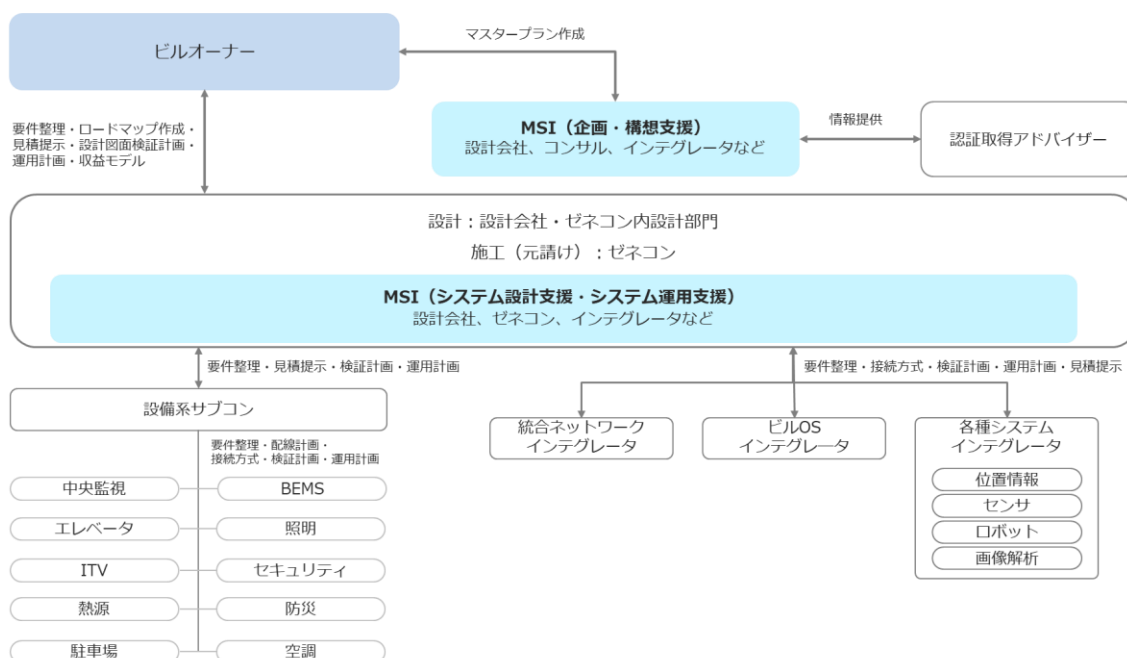 ビルオーナー
マスタープラン作成
要件整理・ロードマップ作成・
見積提示・設計図面検証計画・
運用計画・収益モデル
MSI（企画・構想支援）
設計会社、コンサル、インテグレータなど
情報提供
認証取得アドバイザー
設計：設計会社・ゼネコン内設計部門
施工（元請け）：ゼネコン
MSI（システム設計支援・システム運用支援）
設計会社、ゼネコン、インテグレータなど
要件整理・見積提示・検証計画・運用計画
要件整理・接続方式・検証計画・運用計画・見積提示
設備系サブコン
要件整理・配線計画・
接続方式・検証計画・運用計画
中央監視
BEMS
エレベータ
照明
ITV
セキュリティ
熱源
防災
駐車場
空調
統合ネットワーク
インテグレータ
ビルOS
インテグレータ
各種システム
インテグレータ
位置情報
センサ
ロボット
画像解析